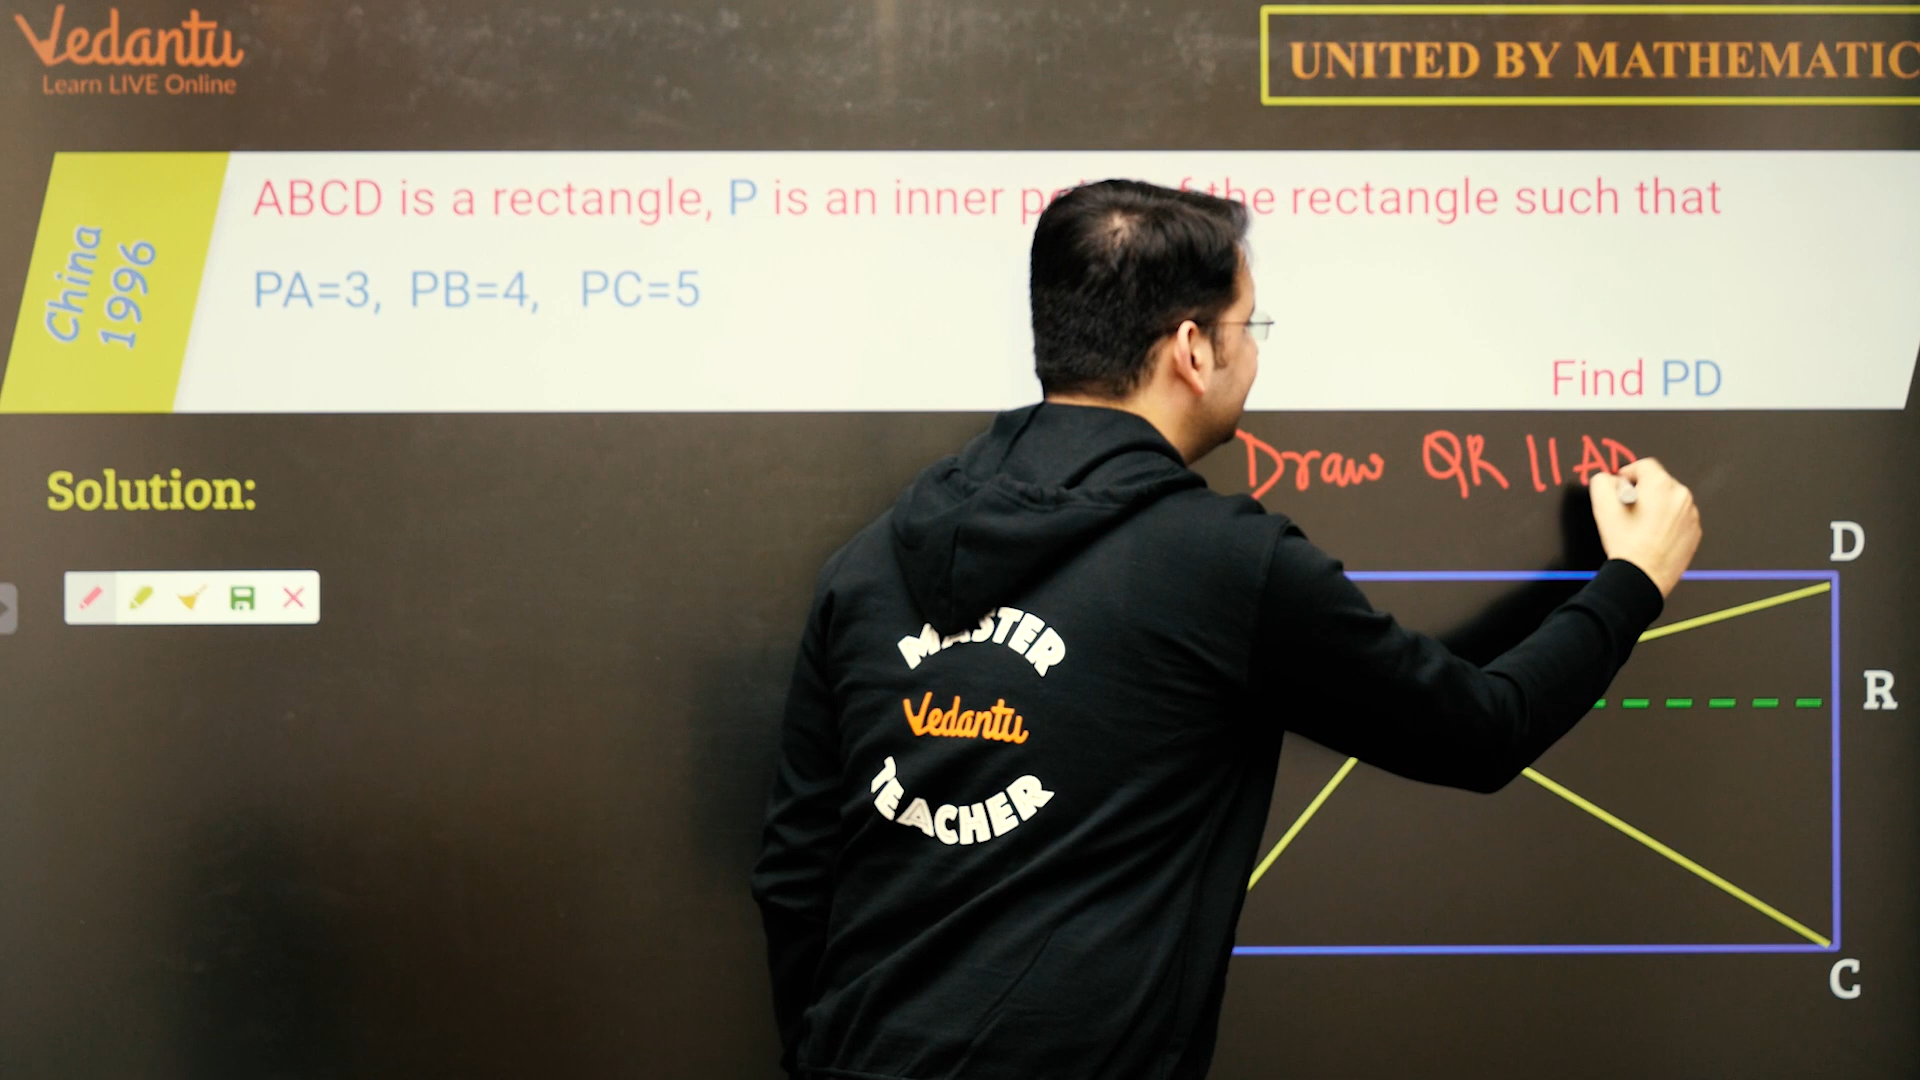 Vedantu
Learn LIVE Online
UNITED BY MATHEMATIC
China
1996
ABCD is a rectangle, P is an inner the rectangle such that
PA=3, PB=4, PC=5
Find PD
Solution:
Draw QR || AD
D
R
C
MASTER
Vedantu
TEACHER